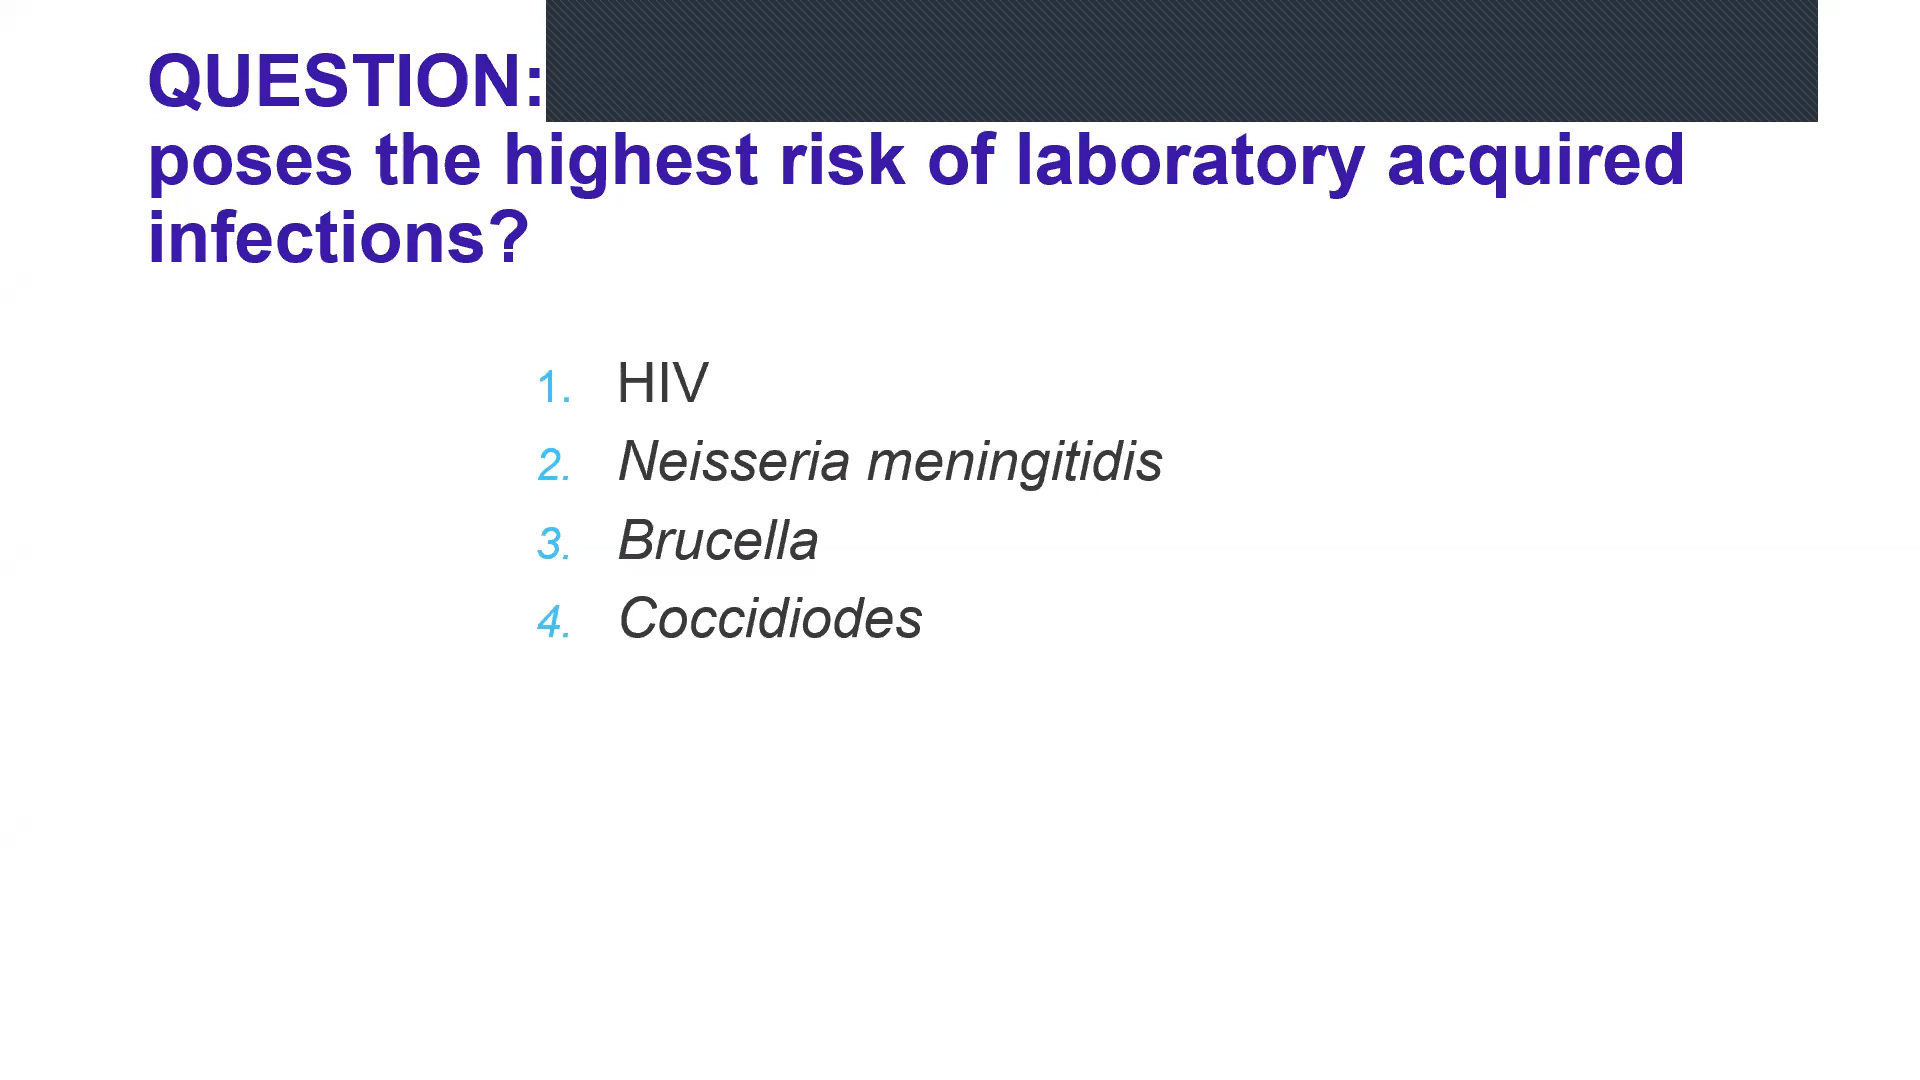 QUESTION:
poses the highest risk of laboratory acquired
infections?
1. HIV
2. Neisseria meningitidis
3. Brucella
4. Coccidiodes